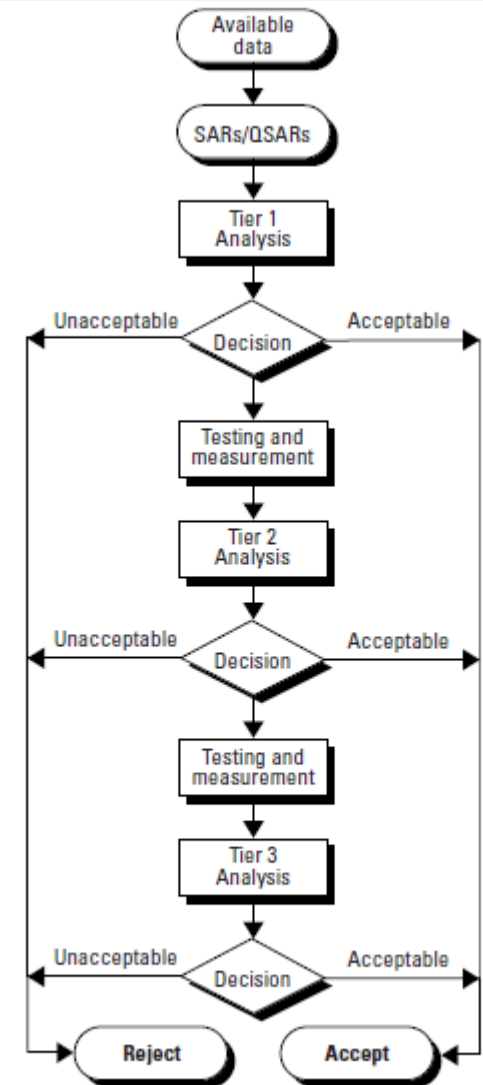 Available
data
SARs/QSARs
Tier 1
Analysis
Unacceptable
Decision
Acceptable
Testing and
measurement
Tier 2
Analysis
Unacceptable
Decision
Acceptable
Testing and
measurement
Tier 3
Analysis
Unacceptable
Decision
Acceptable
Reject
Accept